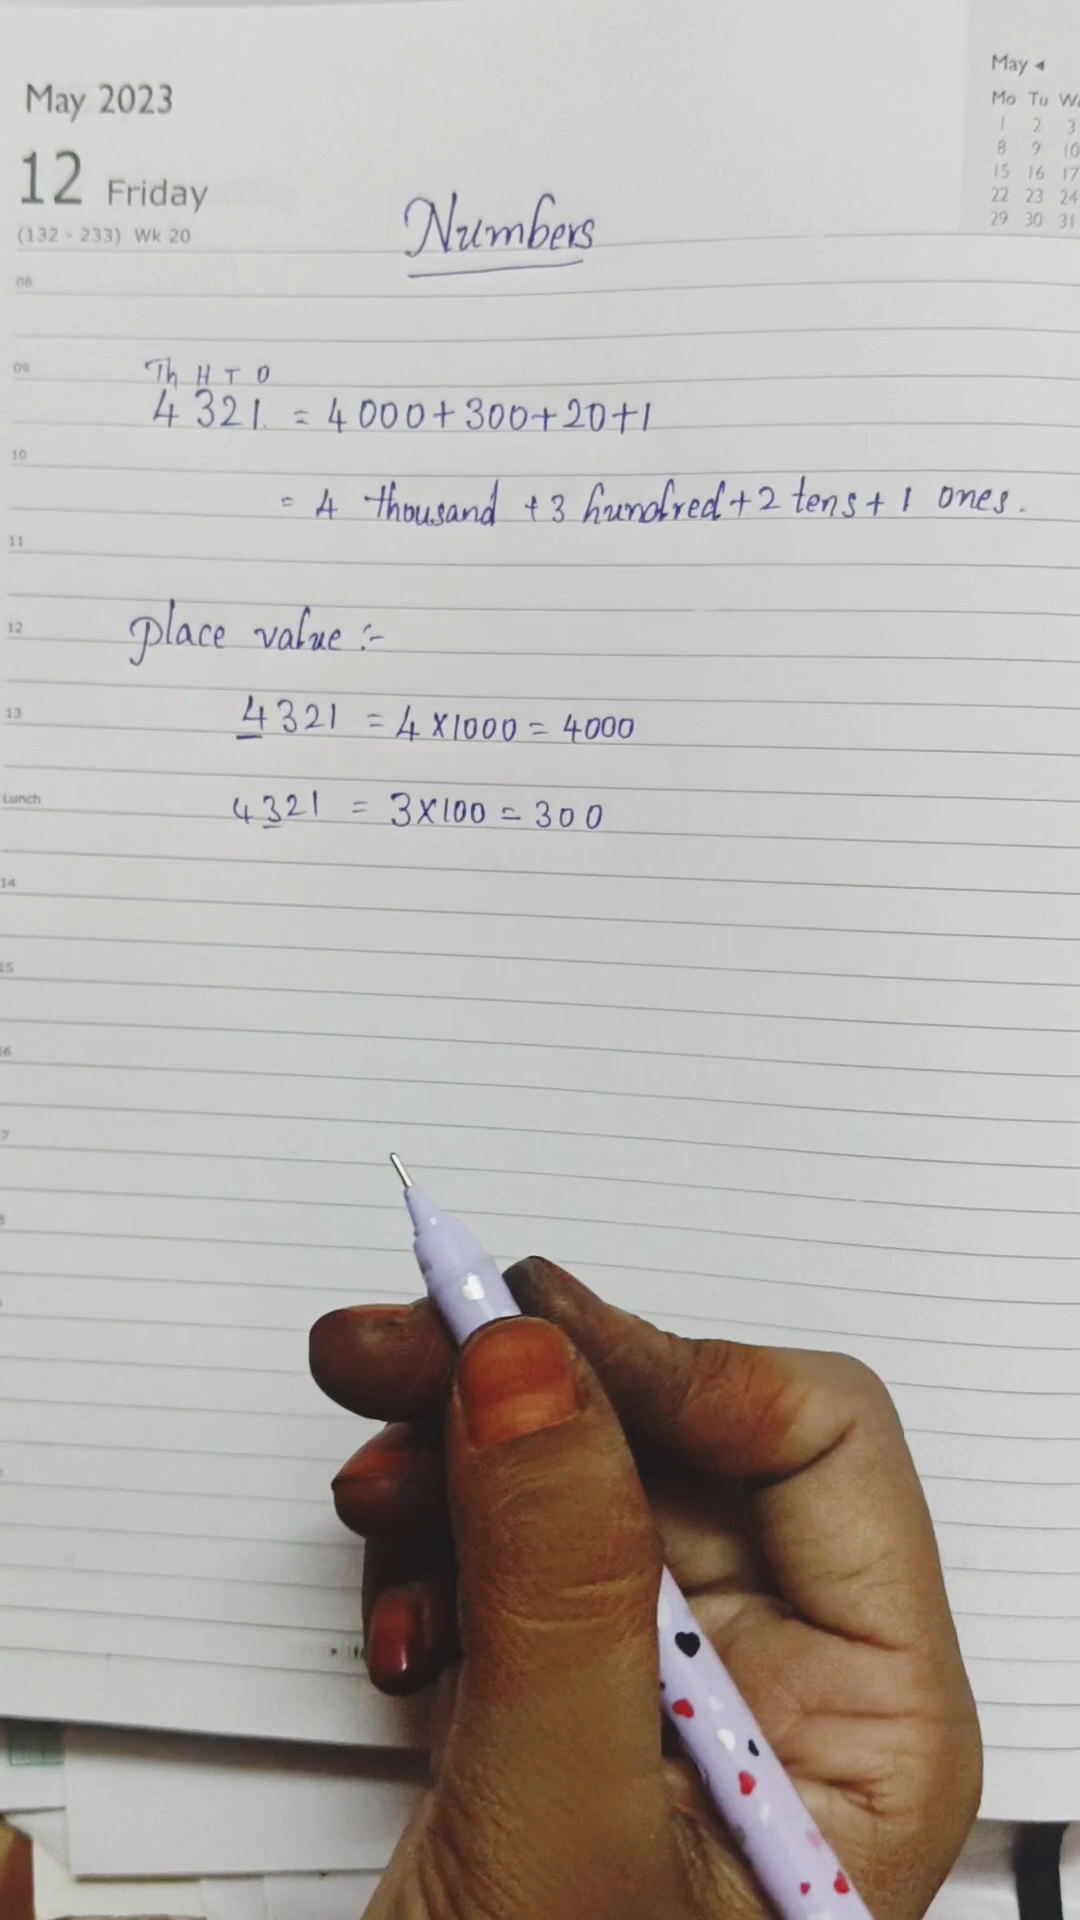 May 2023
12 Friday
(132 - 233) Wk 20
May ◂
Mo Tu
1 2 3
8 9 10
15 16 17
22 23 24
29 30 31
Numbers
08
09
Th H T O
4 321 = 4000+300+20+1
10
= 4 thousand +3 hundred+2 tens+1 ones.
11
12
place value :-
13
4321 = 4×1000 = 4000
Lunch
4321 = 3×100 = 300
14
15